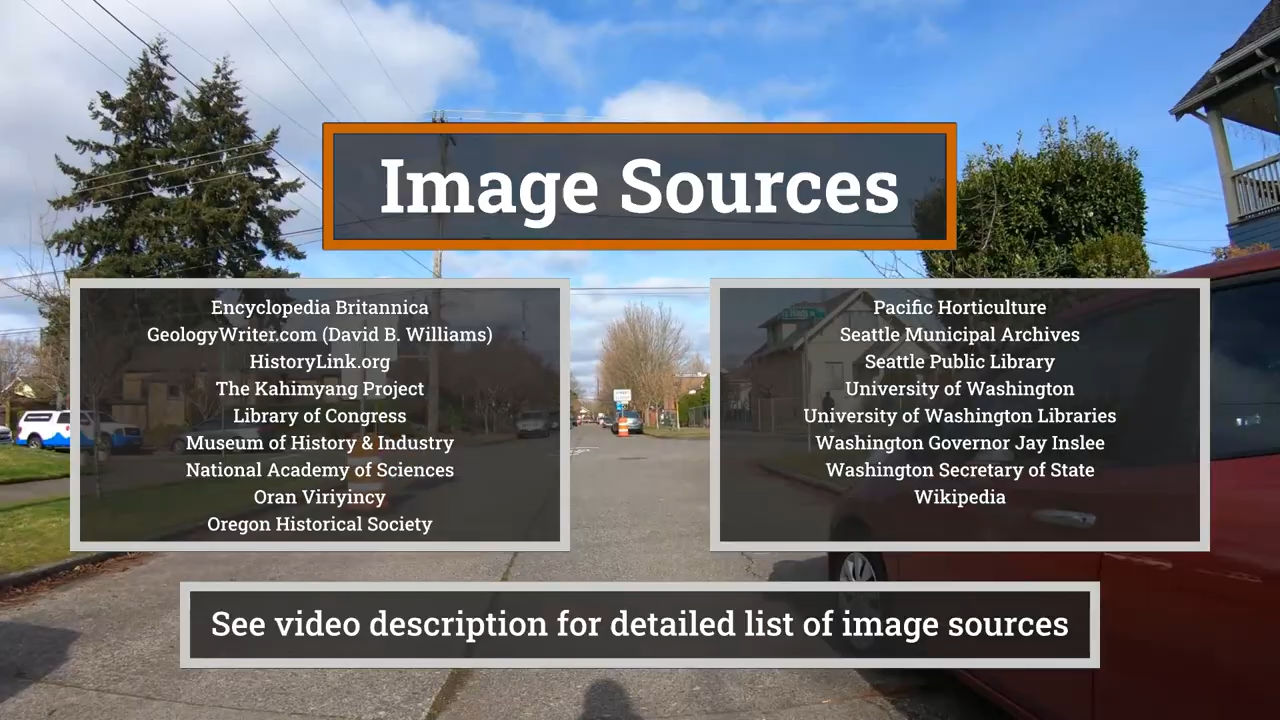 Image Sources
Encyclopedia Britannica
GeologyWriter.com (David B. Williams)
HistoryLink.org
The Kahimyang Project
Library of Congress
Museum of History & Industry
National Academy of Sciences
Oran Viriyincy
Oregon Historical Society
Pacific Horticulture
Seattle Municipal Archives
Seattle Public Library
University of Washington
University of Washington Libraries
Washington Governor Jay Inslee
Washington Secretary of State
Wikipedia
See video description for detailed list of image sources